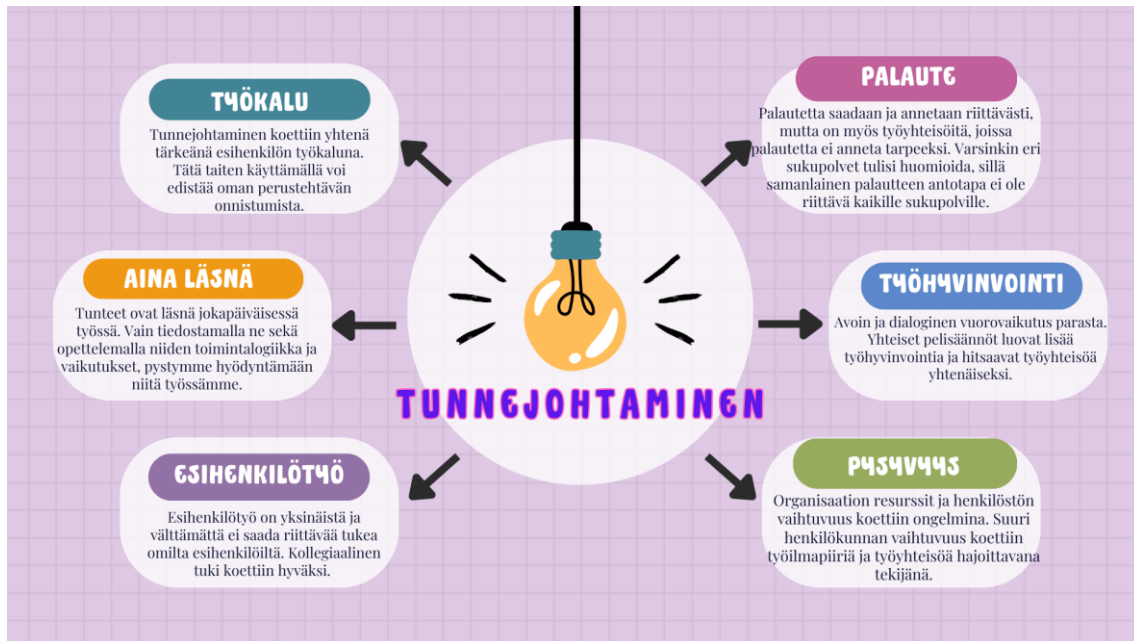 TYÖKALU
Tunnejohtaminen koettiin yhtenä
tärkeänä esihenkilön työkaluna.
Tätä taiten käyttämällä voi
edistää oman perustehtävän
onnistumista.
AINA LÄSNÄ
Tunteet ovat läsnä jokapäiväisessä
työssä. Vain tiedostamalla ne sekä
opettelemalla niiden toimintalogiikka ja
vaikutukset, pystymme hyödyntämään
niitä työssämme.
ESIHENKILÖTYÖ
Esihenkilötyö on yksinäistä ja
välttämättä ei saada riittävää tukea
omilta esihenkilöiltä. Kollegiaalinen
tuki koettiin hyväksi.
TUNNEJOHTAMINEN
PALAUTE
Palautetta saadaan ja annetaan riittävästi,
mutta on myös työyhteisöitä, joissa
palautetta ei anneta tarpeeksi. Varsinkin eri
sukupolvet tulisi huomioida, sillä
samanlainen palautteen antotapa ei ole
riittävä kaikille sukupolville.
TYÖHYVINVOINTI
Avoin ja dialoginen vuorovaikutus parasta.
Yhteiset pelisäännöt luovat lisää
työhyvinvointia ja hitsaavat työyhteisöä
yhtenäiseksi.
PYSYVYYS
Organisaation resurssit ja henkilöstön
vaihtuvuus koettiin ongelmina. Suuri
henkilökunnan vaihtuvuus koettiin
työilmapiiriä ja työyhteisöä hajoittavana
tekijänä.